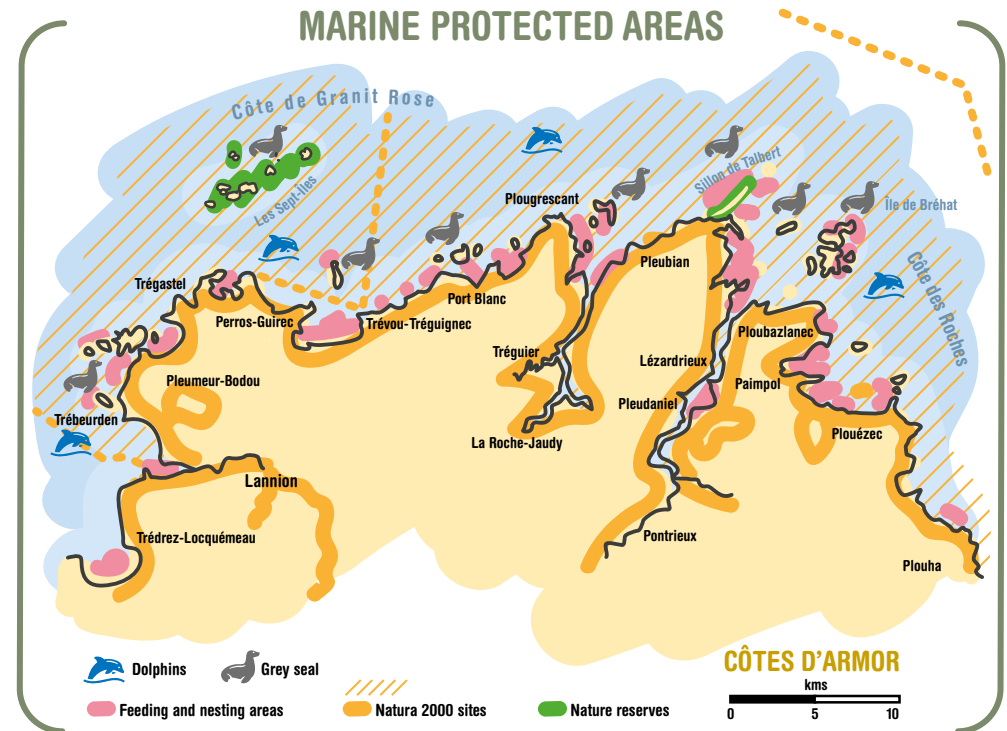 MARINE PROTECTED AREAS
Côte de Granit Rose
Les Sept-Îles
Sillon de Talbert
Île de Bréhat
Plougrescant
Pleubian
Côte des Roches
Trégastel
Port Blanc
Perros-Guirec
Trévou-Tréguignec
Ploubazlanec
Tréguier
Lézardrieux
Pleumeur-Bodou
Paimpol
Pleudaniel
Trébeurden
Plouézec
La Roche-Jaudy
Lannion
Trédrez-Locquémeau
Pontrieux
Plouha
Dolphins
Grey seal
CÔTES D'ARMOR
kms
0 5 10
Feeding and nesting areas
Natura 2000 sites
Nature reserves